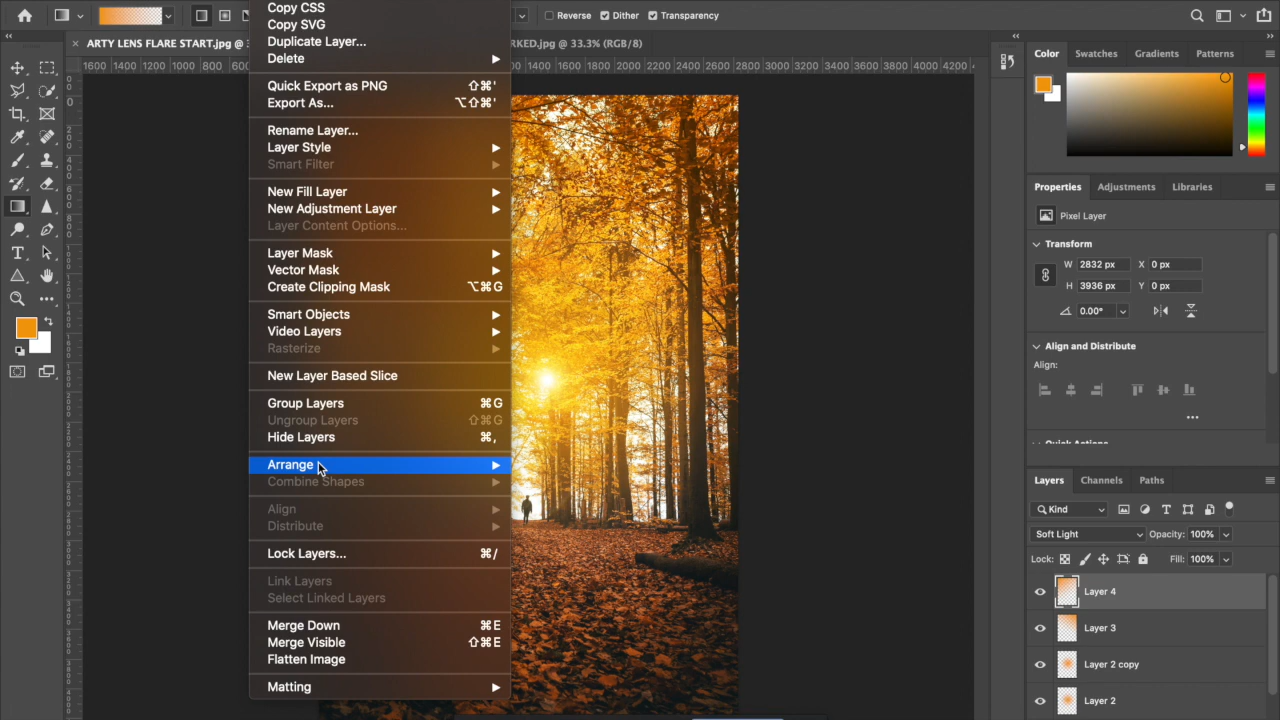 Reverse Dither Transparency
ARTY LENS FLARE START.jpg @ 3
RKED.jpg @ 33.3% (RGB/8)
1600 1400 1200 1000 800 6
1400 1600 1800 2000 2200 2400 2600 2800 3000 3200 3400 3600 3800 4000 4200
Copy CSS
Copy SVG
Duplicate Layer...
Delete
Quick Export as PNG ⇧⌘'
Export As... ⌥⇧⌘'
Rename Layer...
Layer Style
Smart Filter
New Fill Layer
New Adjustment Layer
Layer Content Options...
Layer Mask
Vector Mask
Create Clipping Mask ⌥⌘G
Smart Objects
Video Layers
Rasterize
New Layer Based Slice
Group Layers ⌘G
Ungroup Layers ⇧⌘G
Hide Layers ⌘,
Arrange
Combine Shapes
Align
Distribute
Lock Layers... ⌘/
Link Layers
Select Linked Layers
Merge Down ⌘E
Merge Visible ⇧⌘E
Flatten Image
Matting
Color Swatches Gradients Patterns
Properties Adjustments Libraries
Pixel Layer
Transform
W 2832 px X 0 px
H 3936 px Y 0 px
0.00°
Align and Distribute
Align:
Quick Actions
Layers Channels Paths
Kind
Soft Light Opacity: 100%
Lock: Fill: 100%
Layer 4
Layer 3
Layer 2 copy
Layer 2